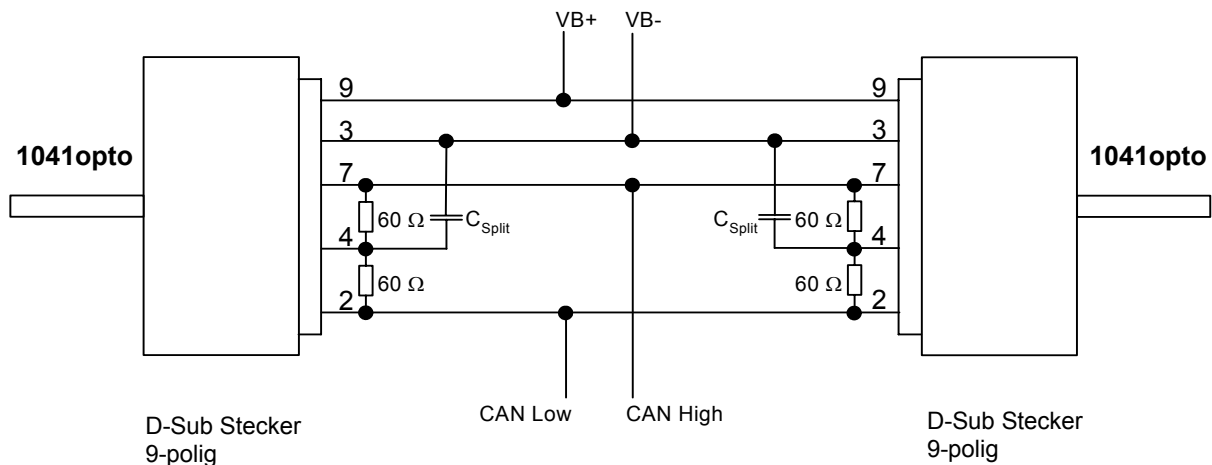 VB+ VB-
9 9
3 3
1041opto 1041opto
7 7
60 Ω C_Split C_Split 60 Ω
4 4
60 Ω 60 Ω
2 2
CAN Low CAN High
D-Sub Stecker
9-polig
D-Sub Stecker
9-polig